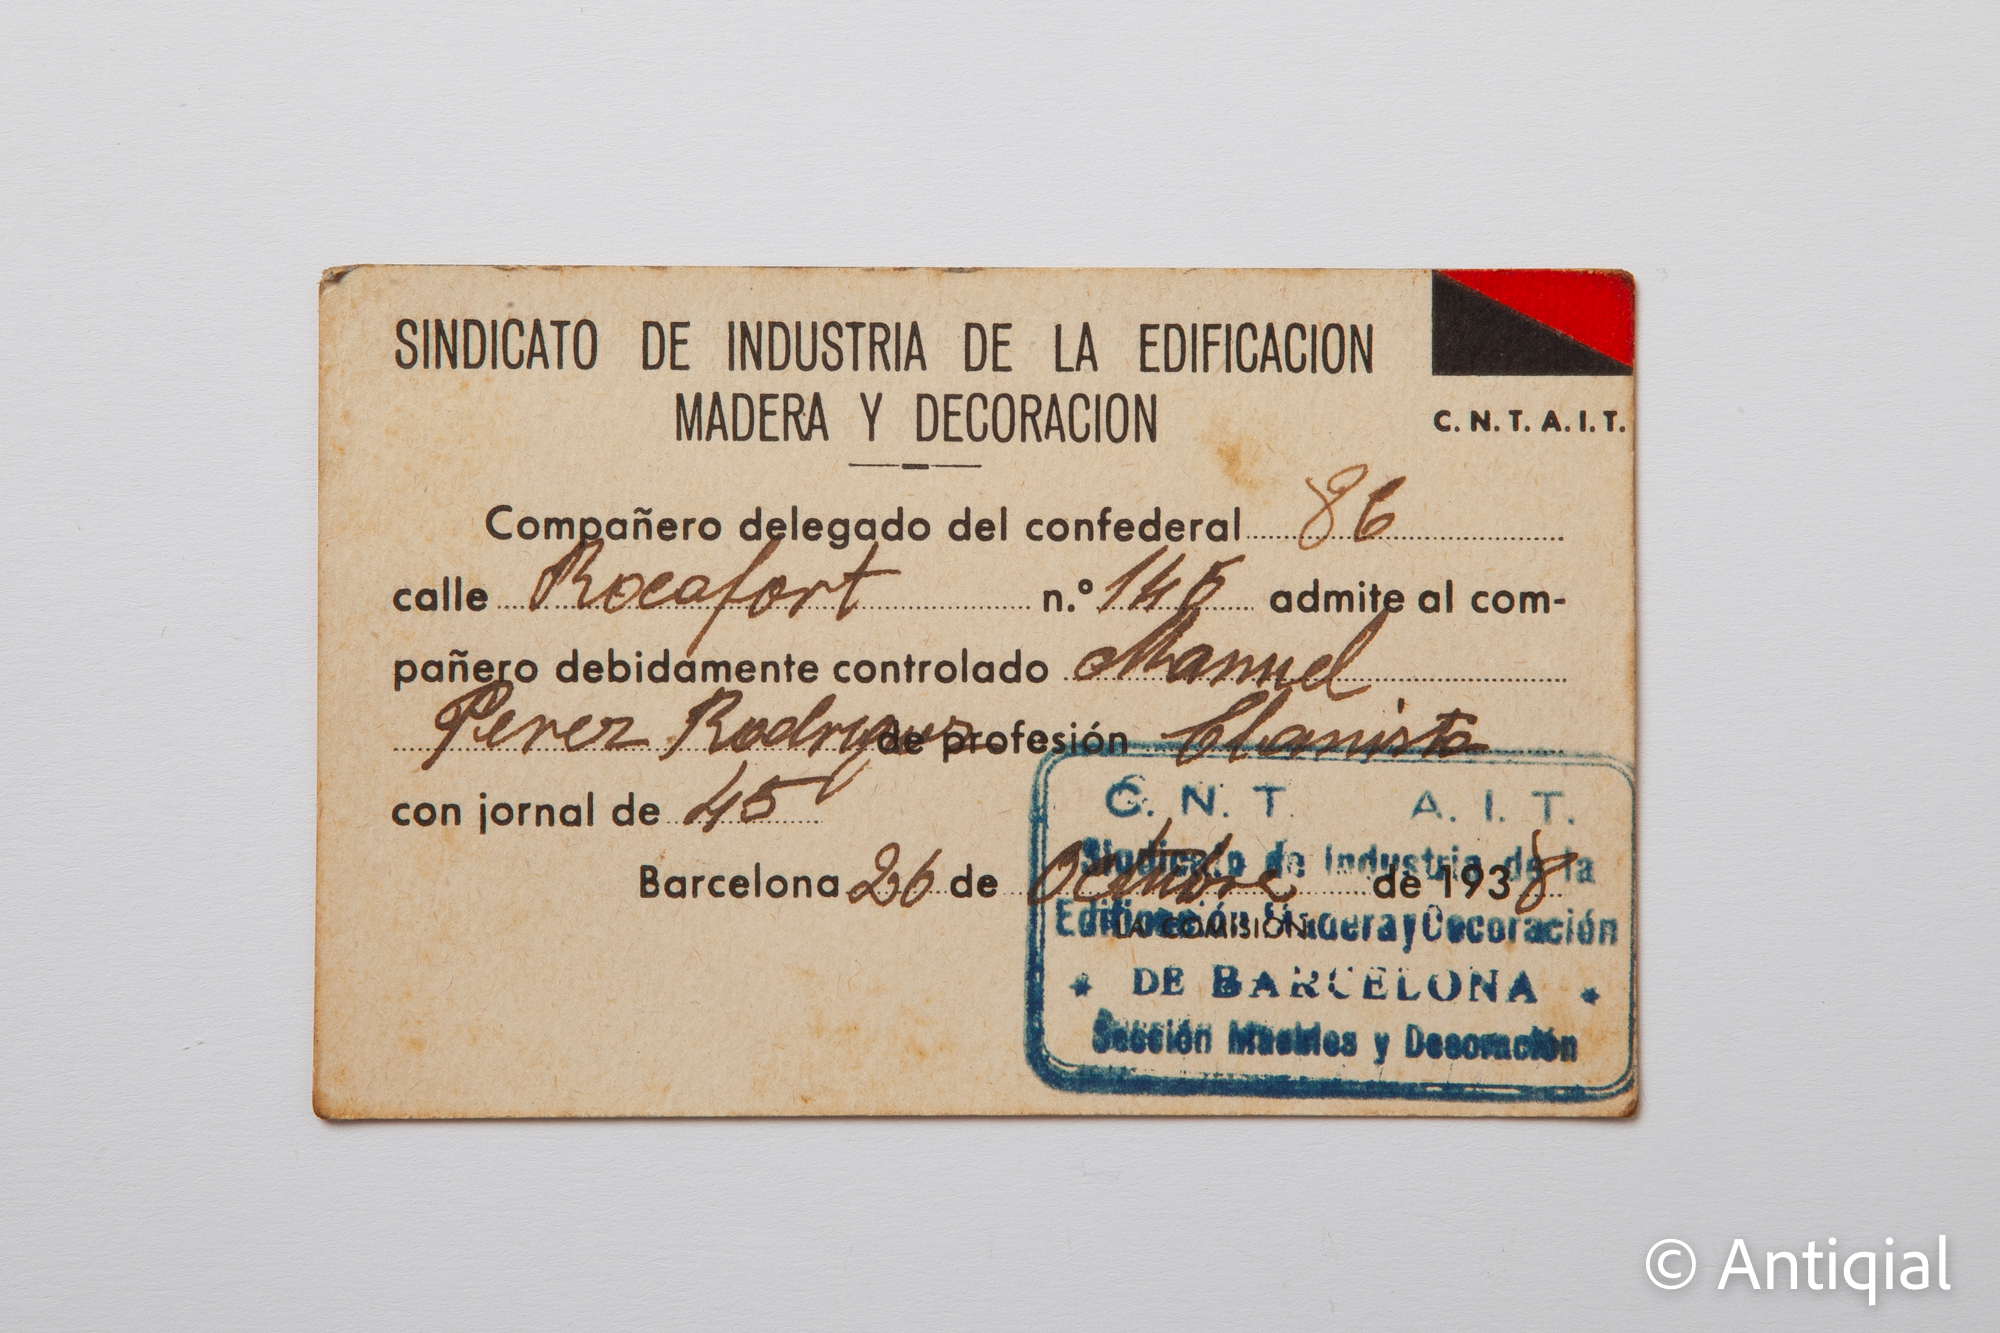 SINDICATO DE INDUSTRIA DE LA EDIFICACION
MADERA Y DECORACION
C. N. T. A. I. T.
Compañero delegado del confederal 86
calle Rocafort n.º 145 admite al com-
pañero debidamente controlado Manuel
Perez Rodriguez de profesión Ebanista
con jornal de 45
Barcelona 26 de Octubre de 1938
LA COMISION
C. N. T. A. I. T.
Sindicato de Industria de la
Edificación Madera y Decoración
DE BARCELONA
Sección Muebles y Decoración
© Antiqial